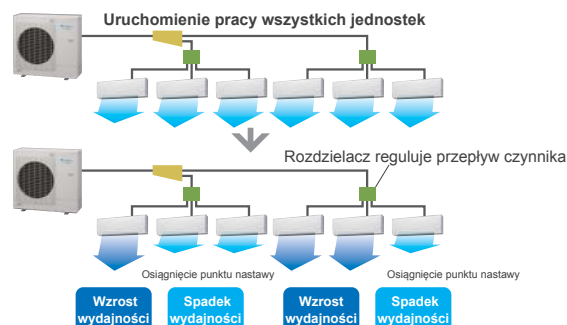 Uruchomienie pracy wszystkich jednostek
Rozdzielacz reguluje przepływ czynnika
Osiągnięcie punktu nastawy
Osiągnięcie punktu nastawy
Wzrost
wydajności
Spadek
wydajności
Wzrost
wydajności
Spadek
wydajności